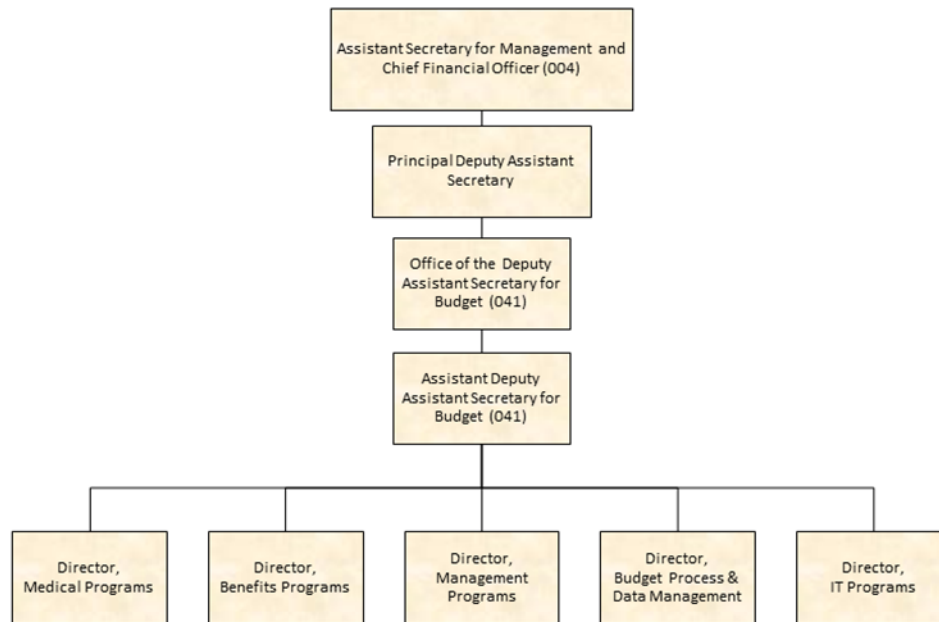 Assistant Secretary for Management and
Chief Financial Officer (004)
Principal Deputy Assistant
Secretary
Office of the Deputy
Assistant Secretary for
Budget (041)
Assistant Deputy
Assistant Secretary for
Budget (041)
Director,
Medical Programs
Director,
Benefits Programs
Director,
Management
Programs
Director,
Budget Process &
Data Management
Director,
IT Programs